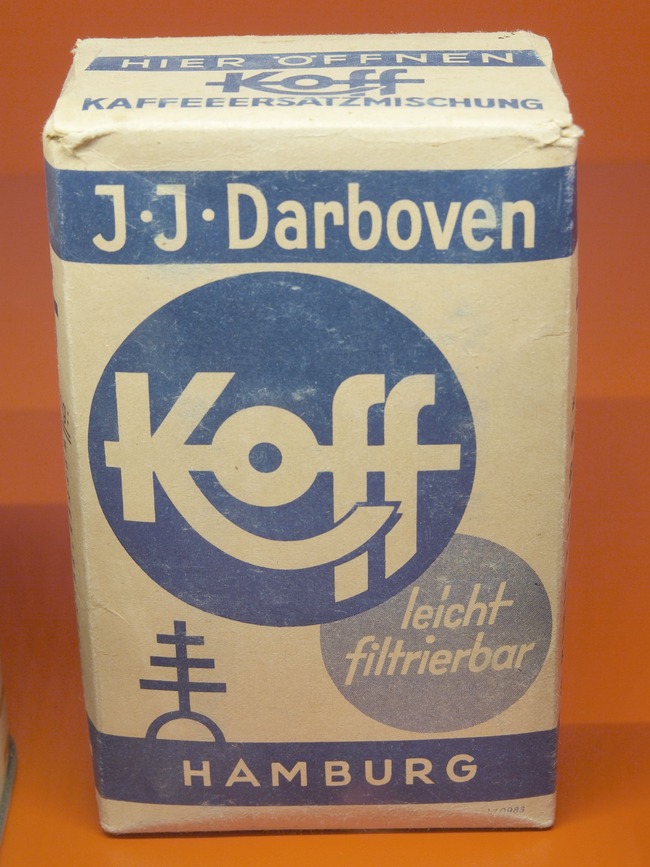 HIER ÖFFNEN
Koff
KAFFEEERSATZMISCHUNG
J·J·Darboven
Koff
leicht
filtrierbar
HAMBURG